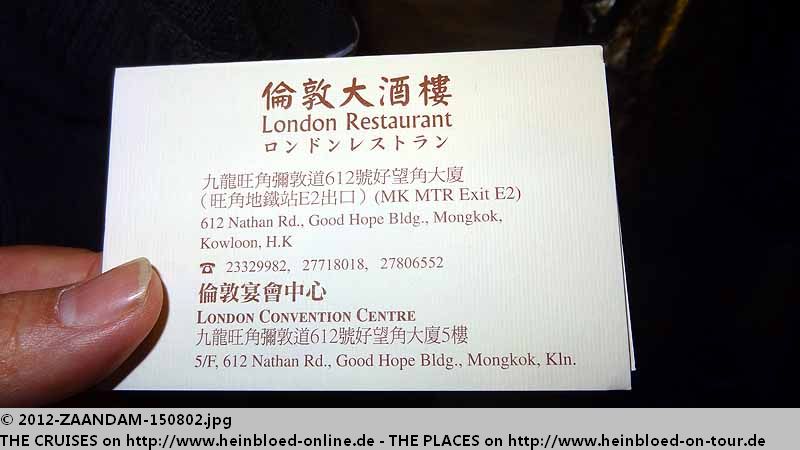 倫敦大酒樓
London Restaurant
ロンドンレストラン
九龍旺角彌敦道612號好望角大廈
(旺角地鐵站E2出口) (MK MTR Exit E2)
612 Nathan Rd., Good Hope Bldg., Mongkok,
Kowloon, H.K
☎ 23329982, 27718018, 27806552
倫敦宴會中心
LONDON CONVENTION CENTRE
九龍旺角彌敦道612號好望角大廈5樓
5/F, 612 Nathan Rd., Good Hope Bldg., Mongkok, Kln.
© 2012-ZAANDAM-150802.jpg
THE CRUISES on http://www.heinbloed-online.de - THE PLACES on http://www.heinbloed-on-tour.de